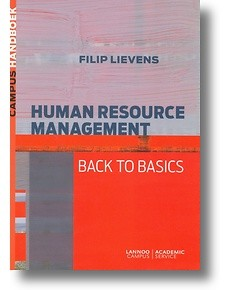 CAMPUS HANDBOEK
FILIP LIEVENS
HUMAN RESOURCE
MANAGEMENT
BACK TO BASICS
LANNOO | ACADEMIC
CAMPUS | SERVICE